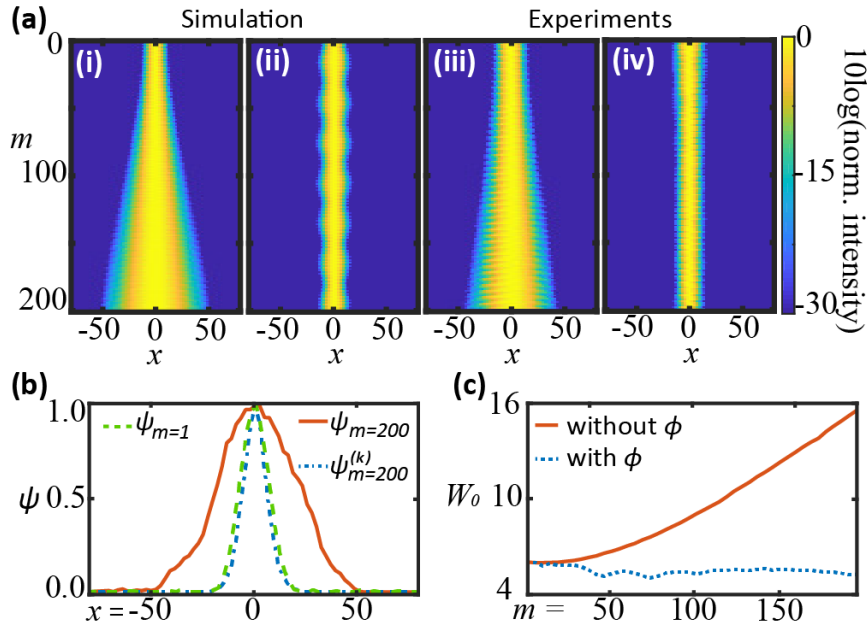 (a) Simulation Experiments
(i) (ii) (iii) (iv)
0
100
200
m
-50 0 50 -50 0 50 -50 0 50 -50 0 50
x x x x
0
-15
-30
10log(norm. intensity)
(b)
ψm=1 ψm=200
ψ(k)m=200
1.0
0.5
0.0
ψ
x = -50 0 50
(c)
without ϕ
with ϕ
16
10
4
W0
m = 50 100 150